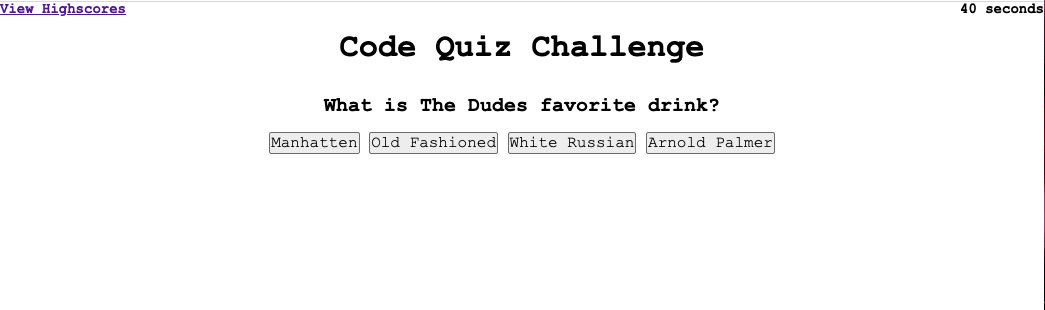 View Highscores
40 seconds
Code Quiz Challenge
What is The Dudes favorite drink?
Manhatten Old Fashioned White Russian Arnold Palmer